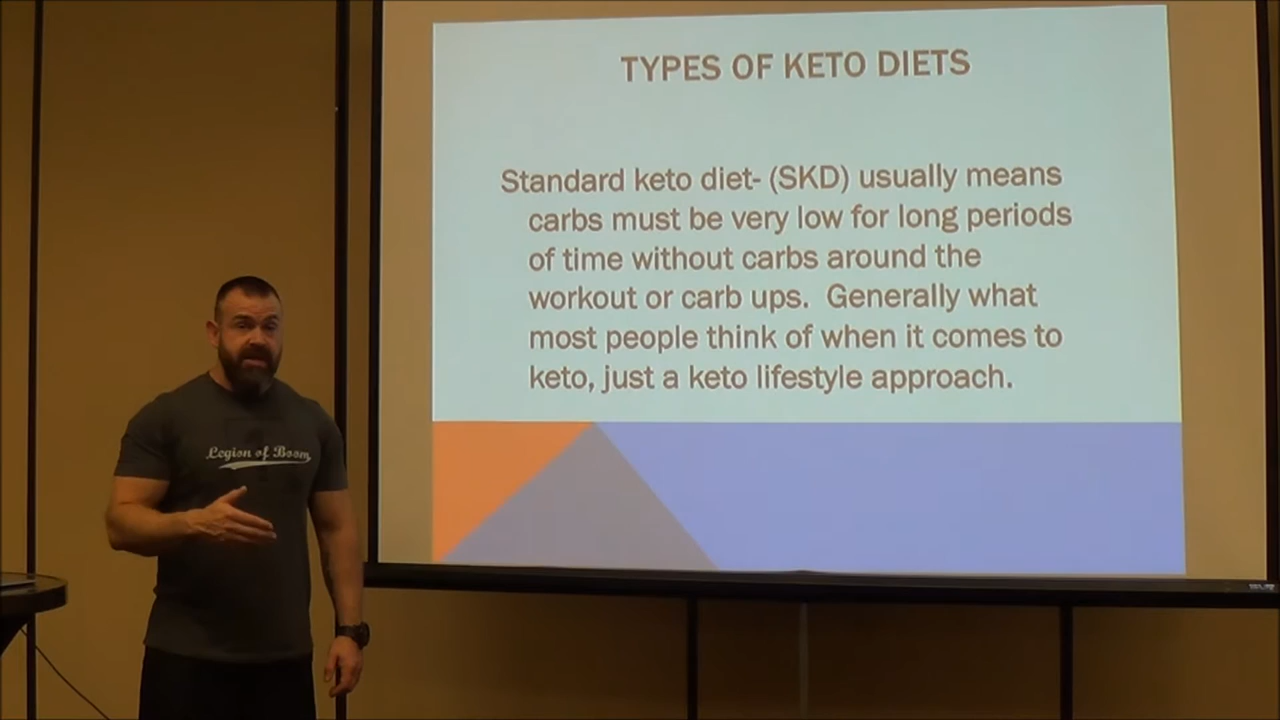 TYPES OF KETO DIETS
Standard keto diet- (SKD) usually means
carbs must be very low for long periods
of time without carbs around the
workout or carb ups. Generally what
most people think of when it comes to
keto, just a keto lifestyle approach.
Legion of Boom